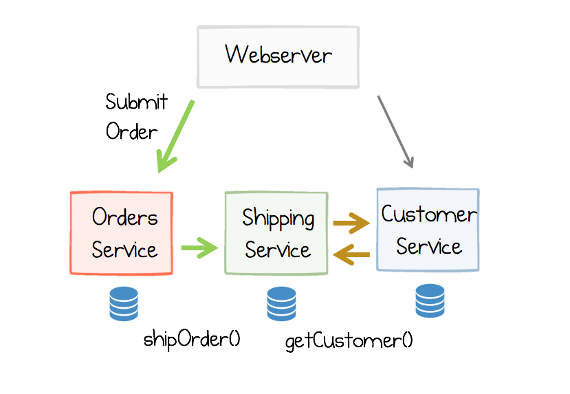 Webserver
Submit
Order
Orders
Service
Shipping
Service
Customer
Service
shipOrder()
getCustomer()